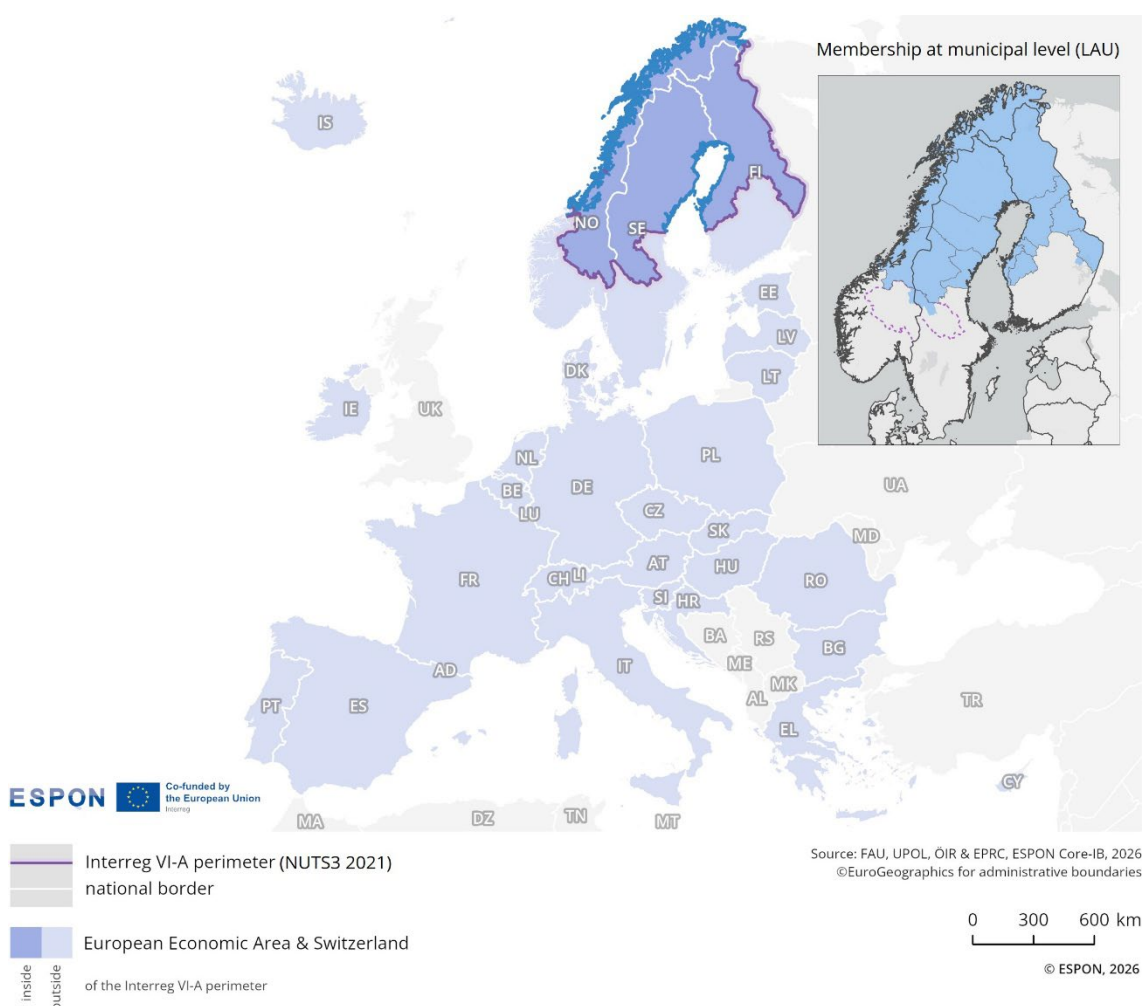 Membership at municipal level (LAU)
IS
NO
SE
FI
EE
LV
LT
DK
IE
UK
NL
BE
LU
DE
PL
CZ
SK
UA
MD
FR
CH
LI
AT
HU
RO
SI
HR
BA
RS
BG
ME
MK
AL
IT
AD
PT
ES
EL
TR
CY
MA
DZ
TN
MT
ESPON
Co-funded by
the European Union
Interreg
Interreg VI-A perimeter (NUTS3 2021)
national border
European Economic Area & Switzerland
inside
outside
of the Interreg VI-A perimeter
Source: FAU, UPOL, ÖIR & EPRC, ESPON Core-IB, 2026
©EuroGeographics for administrative boundaries
0 300 600 km
© ESPON, 2026